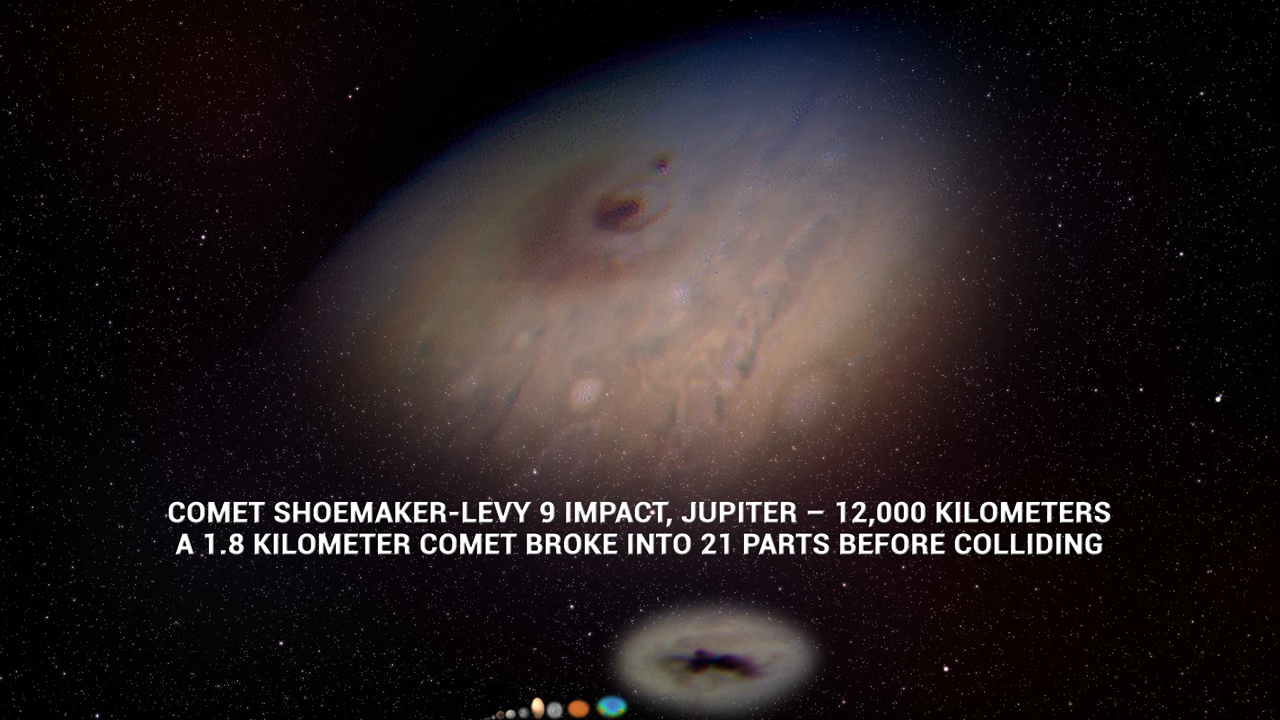 COMET SHOEMAKER-LEVY 9 IMPACT, JUPITER – 12,000 KILOMETERS
A 1.8 KILOMETER COMET BROKE INTO 21 PARTS BEFORE COLLIDING